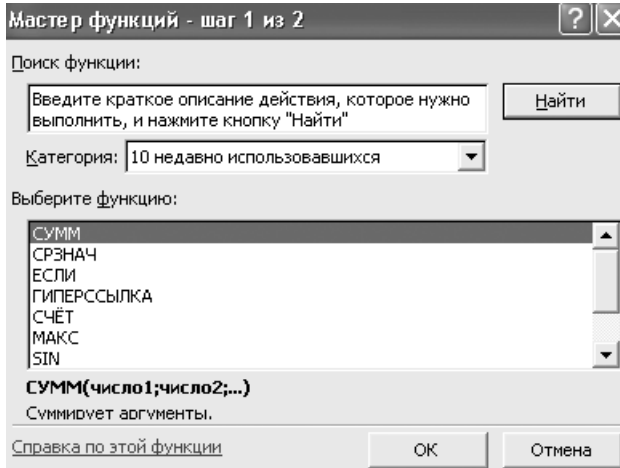 Мастер функций - шаг 1 из 2
Поиск функции:
Введите краткое описание действия, которое нужно
выполнить, и нажмите кнопку "Найти"
Найти
Категория: 10 недавно использовавшихся
Выберите функцию:
СУММ
СРЗНАЧ
ЕСЛИ
ГИПЕРССЫЛКА
СЧЁТ
МАКС
SIN
СУММ(число1;число2;...)
Суммирует аргументы.
Справка по этой функции
ОК
Отмена